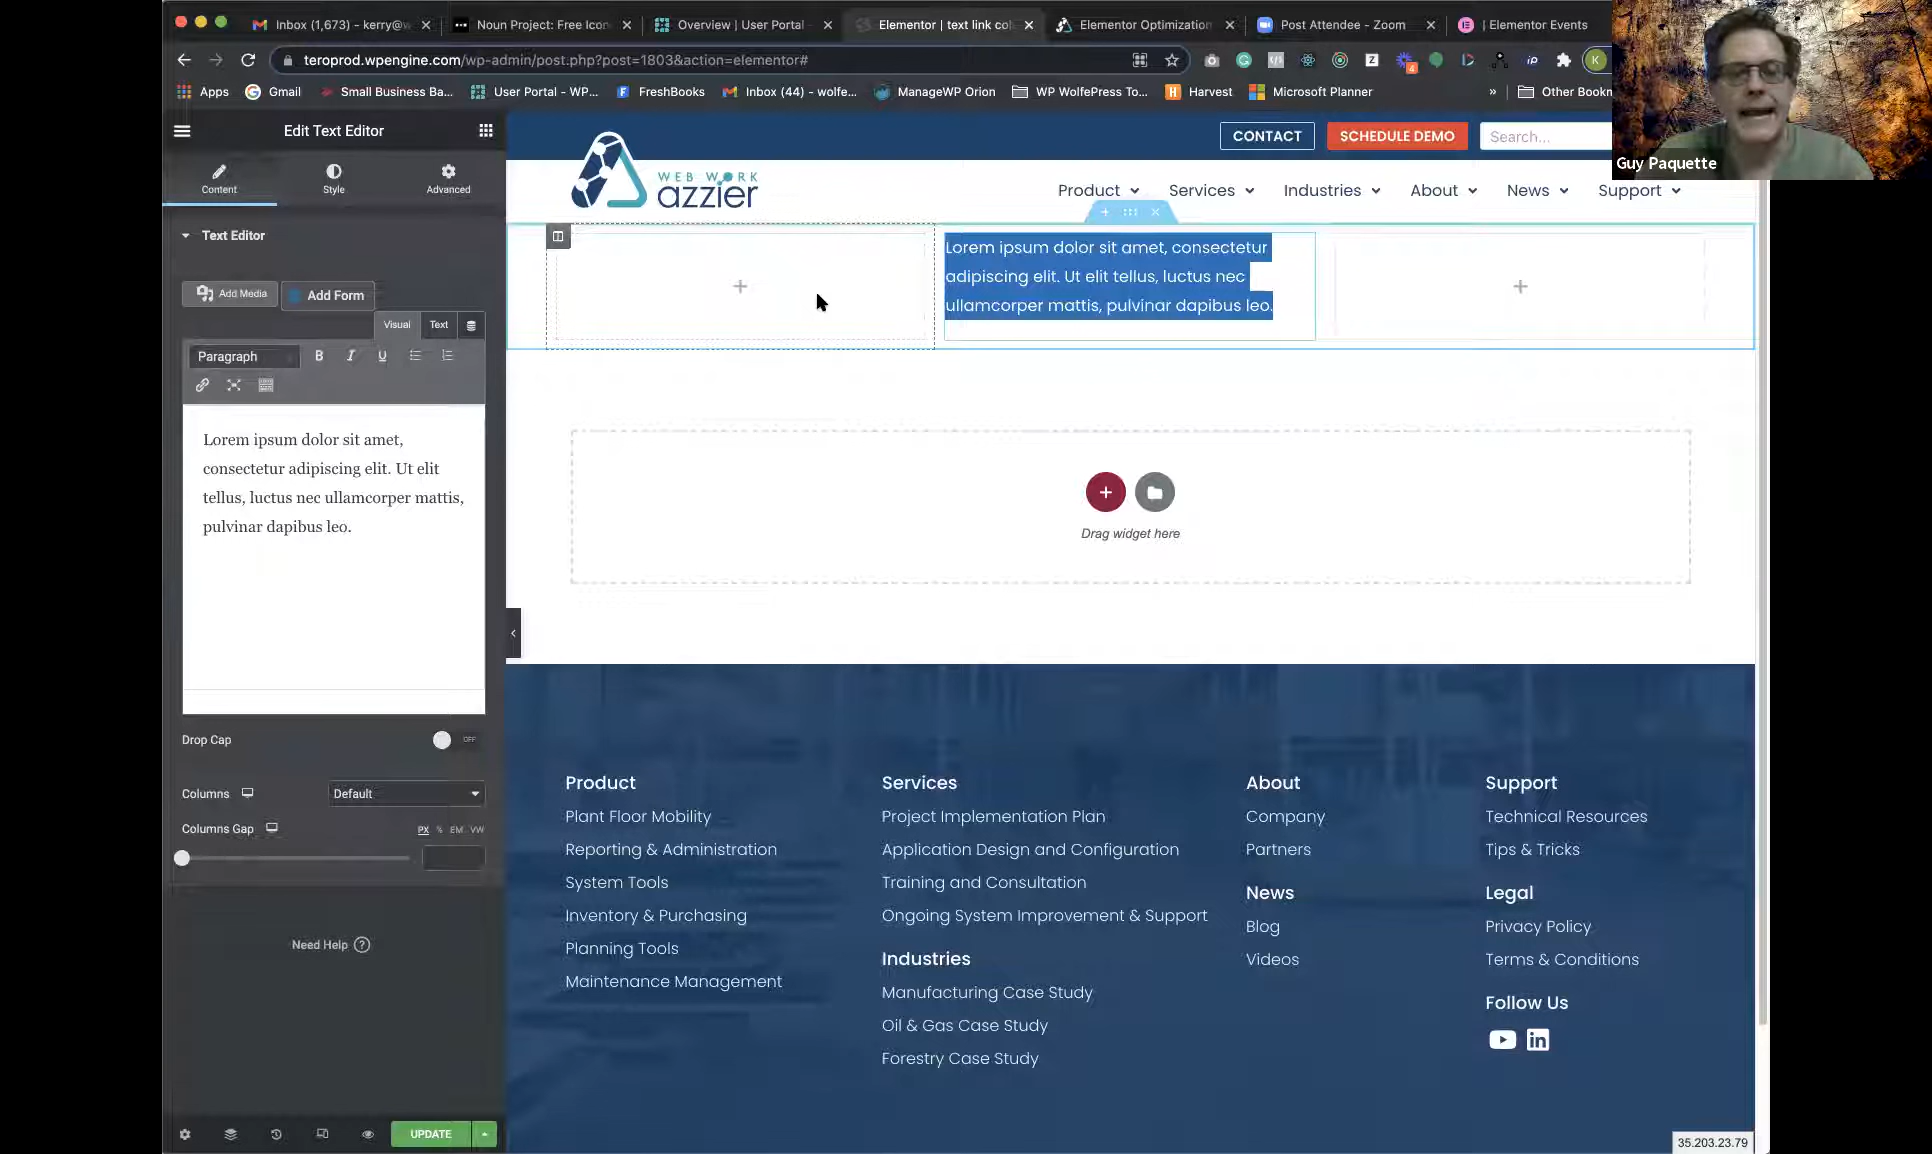 Inbox (1,673) - kerry@w
Noun Project: Free Icon
Overview | User Portal -
Elementor | text link col
Elementor Optimization
Post Attendee - Zoom
| Elementor Events
teroprod.wpengine.com/wp-admin/post.php?post=1803&action=elementor#
Apps
Gmail
Small Business Ba...
User Portal - WP...
FreshBooks
Inbox (44) - wolfe...
ManageWP Orion
WP WolfePress To...
Harvest
Microsoft Planner
»
Other Bookm
Guy Paquette
Edit Text Editor
Content
Style
Advanced
Text Editor
Add Media
Add Form
Visual
Text
Paragraph
B
I
U
Lorem ipsum dolor sit amet,
consectetur adipiscing elit. Ut elit
tellus, luctus nec ullamcorper mattis,
pulvinar dapibus leo.
Drop Cap
OFF
Columns
Default
Columns Gap
PX % EM VW
Need Help
UPDATE
CONTACT
SCHEDULE DEMO
Search...
WEB WORK
azzier
Product
Services
Industries
About
News
Support
Lorem ipsum dolor sit amet, consectetur
adipiscing elit. Ut elit tellus, luctus nec
ullamcorper mattis, pulvinar dapibus leo.
Drag widget here
Product
Plant Floor Mobility
Reporting & Administration
System Tools
Inventory & Purchasing
Planning Tools
Maintenance Management
Services
Project Implementation Plan
Application Design and Configuration
Training and Consultation
Ongoing System Improvement & Support
Industries
Manufacturing Case Study
Oil & Gas Case Study
Forestry Case Study
About
Company
Partners
News
Blog
Videos
Support
Technical Resources
Tips & Tricks
Legal
Privacy Policy
Terms & Conditions
Follow Us
35.203.23.79